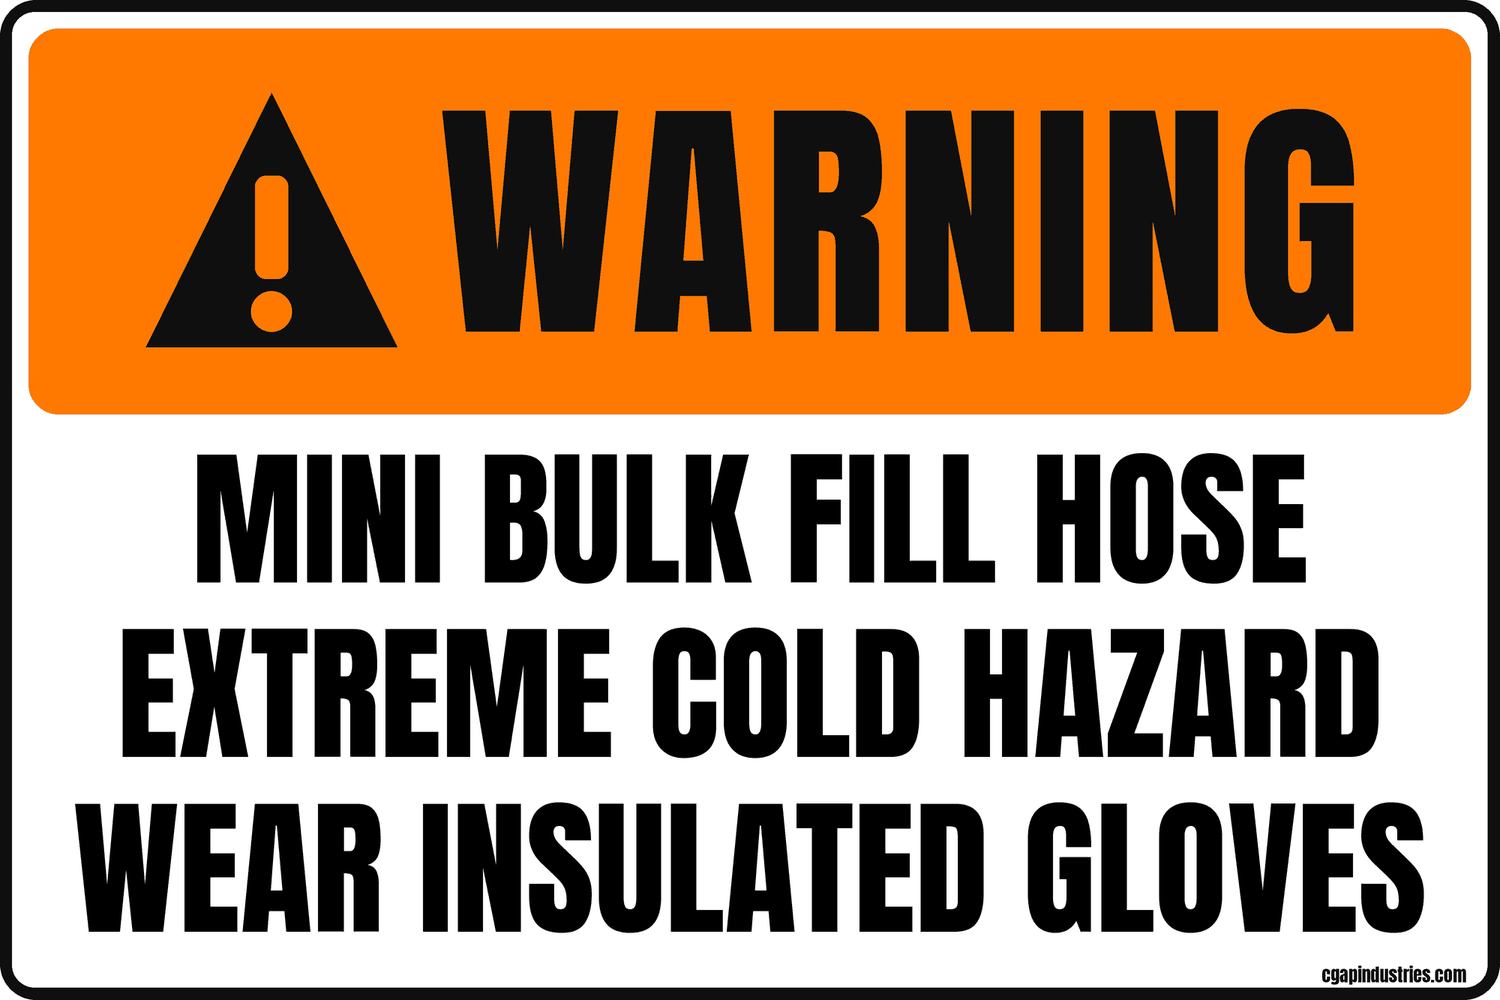 WARNING
MINI BULK FILL HOSE
EXTREME COLD HAZARD
WEAR INSULATED GLOVES
cgapindustries.com